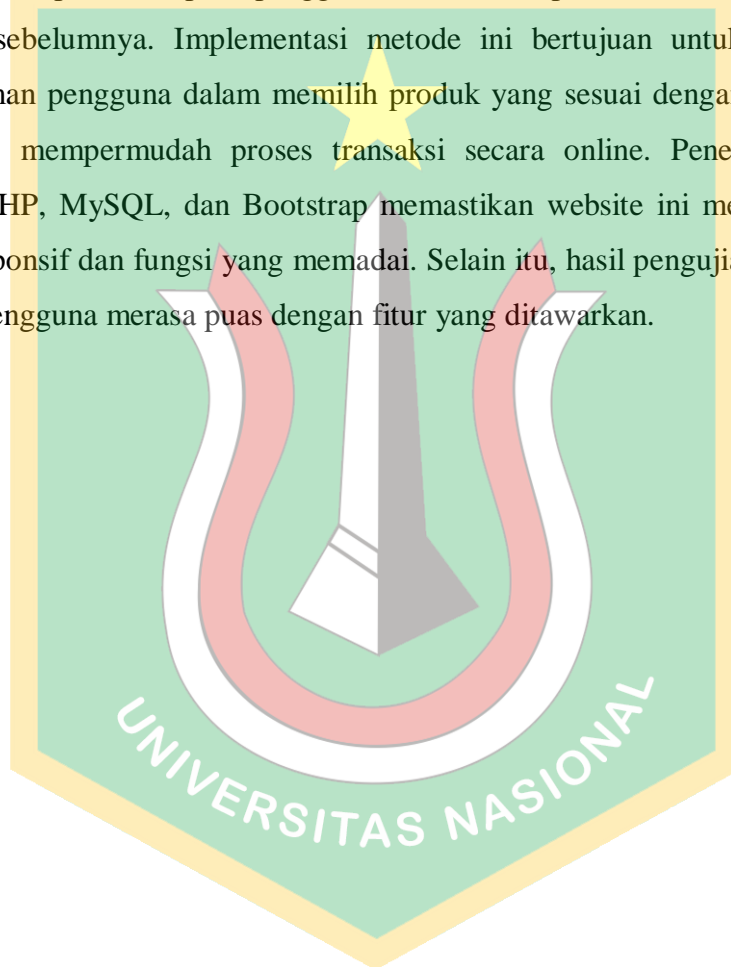 sebelumnya. Implementasi metode ini bertujuan untu
an pengguna dalam memilih produk yang sesuai denga
mempermudah proses transaksi secara online. Pene
HP, MySQL, dan Bootstrap memastikan website ini me
ponsif dan fungsi yang memadai. Selain itu, hasil pengujia
engguna merasa puas dengan fitur yang ditawarkan.
UNIVERSITAS NASIONAL